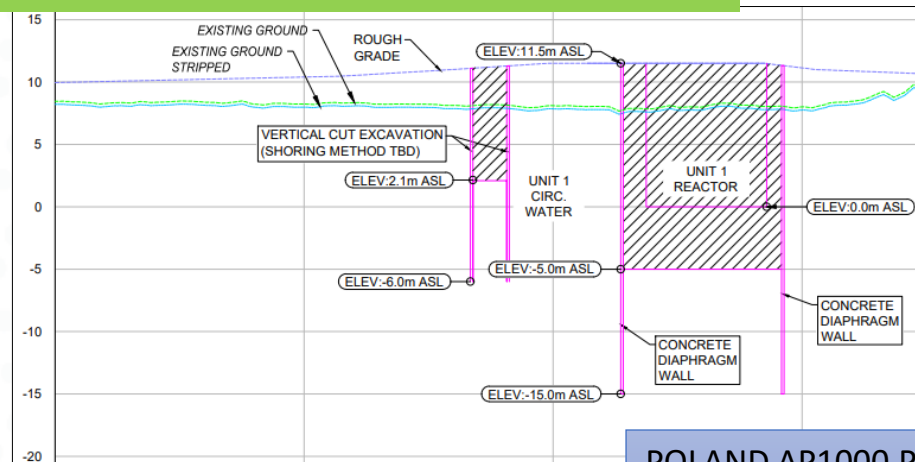 15
EXISTING GROUND
ROUGH
GRADE
ELEV:11.5m ASL
EXISTING GROUND
STRIPPED
10
VERTICAL CUT EXCAVATION
(SHORING METHOD TBD)
5
ELEV:2.1m ASL
UNIT 1
CIRC.
WATER
UNIT 1
REACTOR
0
ELEV:0.0m ASL
-5
ELEV:-5.0m ASL
ELEV:-6.0m ASL
CONCRETE
DIAPHRAGM
WALL
-10
CONCRETE
DIAPHRAGM
WALL
-15
ELEV:-15.0m ASL
-20
POLAND AP1000 P